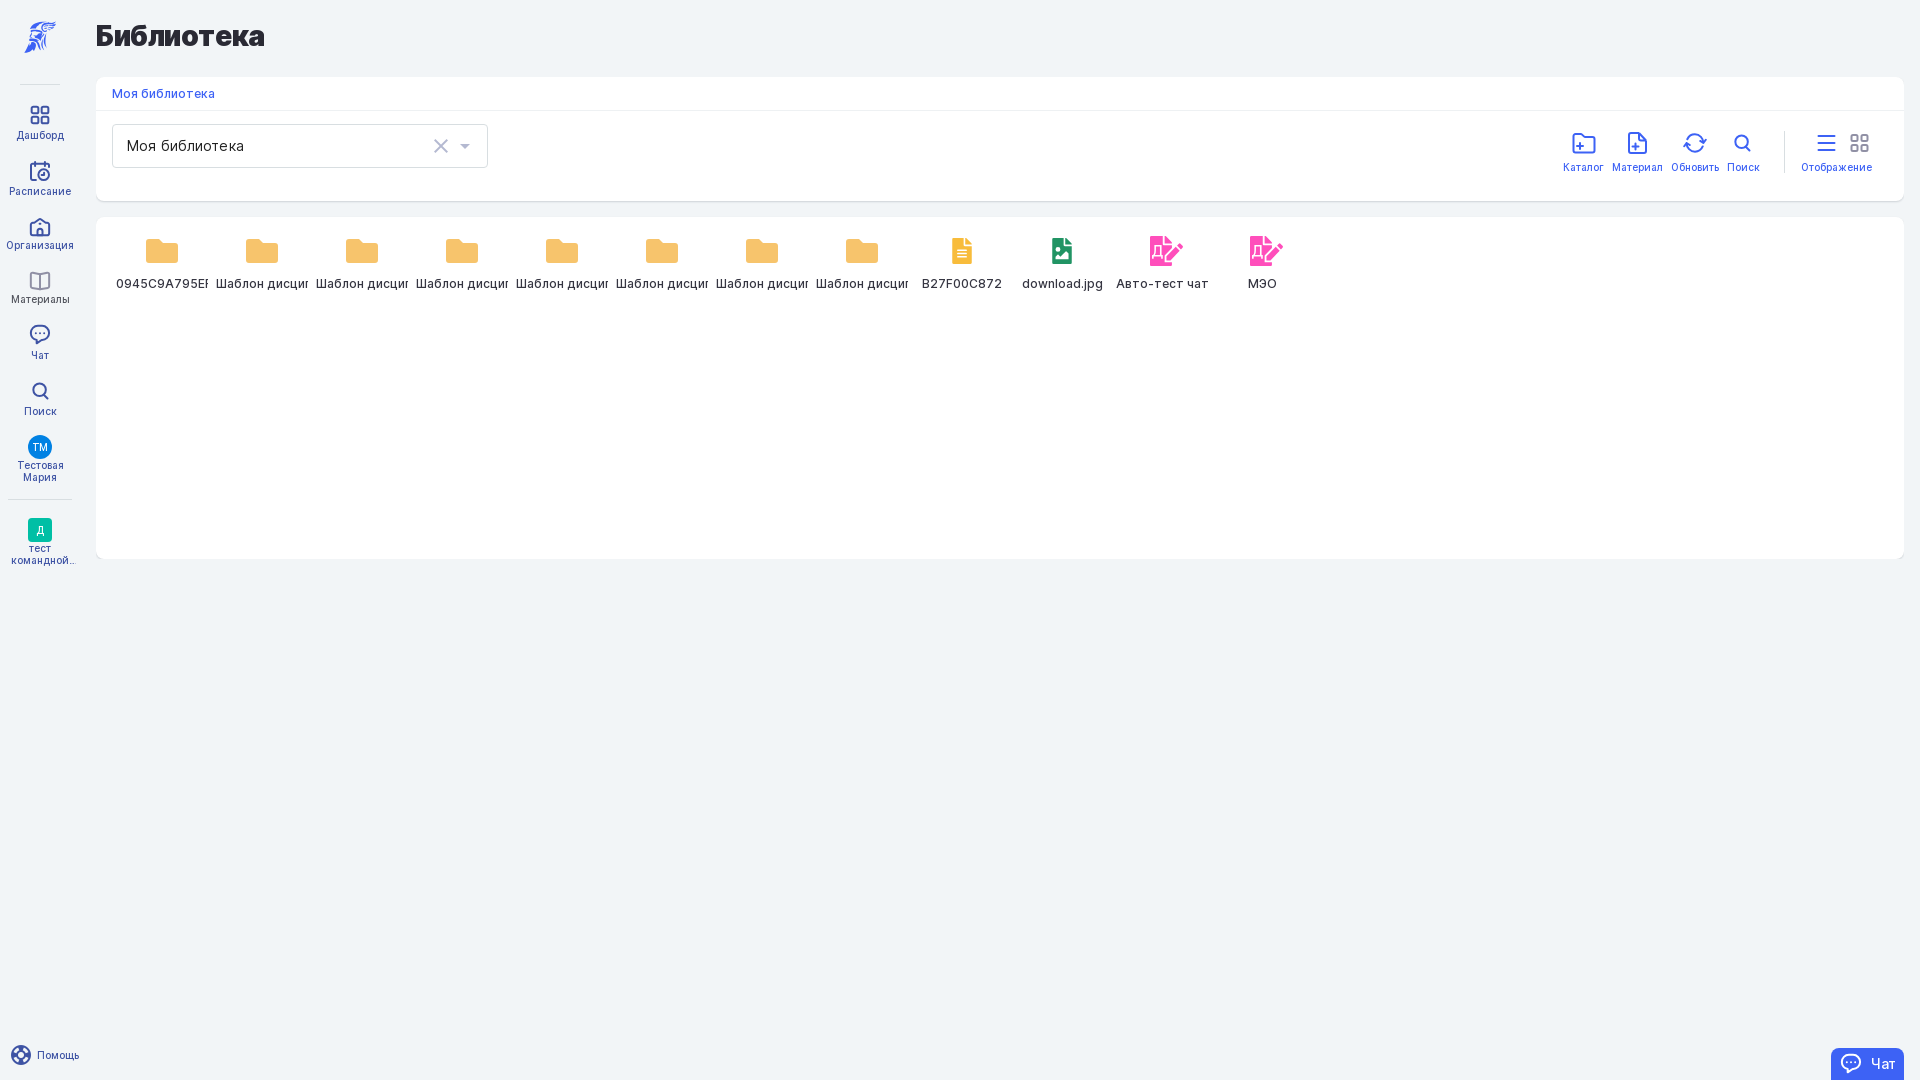 Библиотека
Моя библиотека
Моя библиотека
Каталог
Материал
Обновить
Поиск
Отображение
Дашборд
Расписание
Организация
Материалы
Чат
Поиск
ТМ
Тестовая
Мария
Д
тест
командной...
0945C9A795EF
Шаблон дисцип
Шаблон дисцип
Шаблон дисцип
Шаблон дисцип
Шаблон дисцип
Шаблон дисцип
Шаблон дисцип
B27F00C872
download.jpg
Авто-тест чат
МЭО
Помощь
Чат